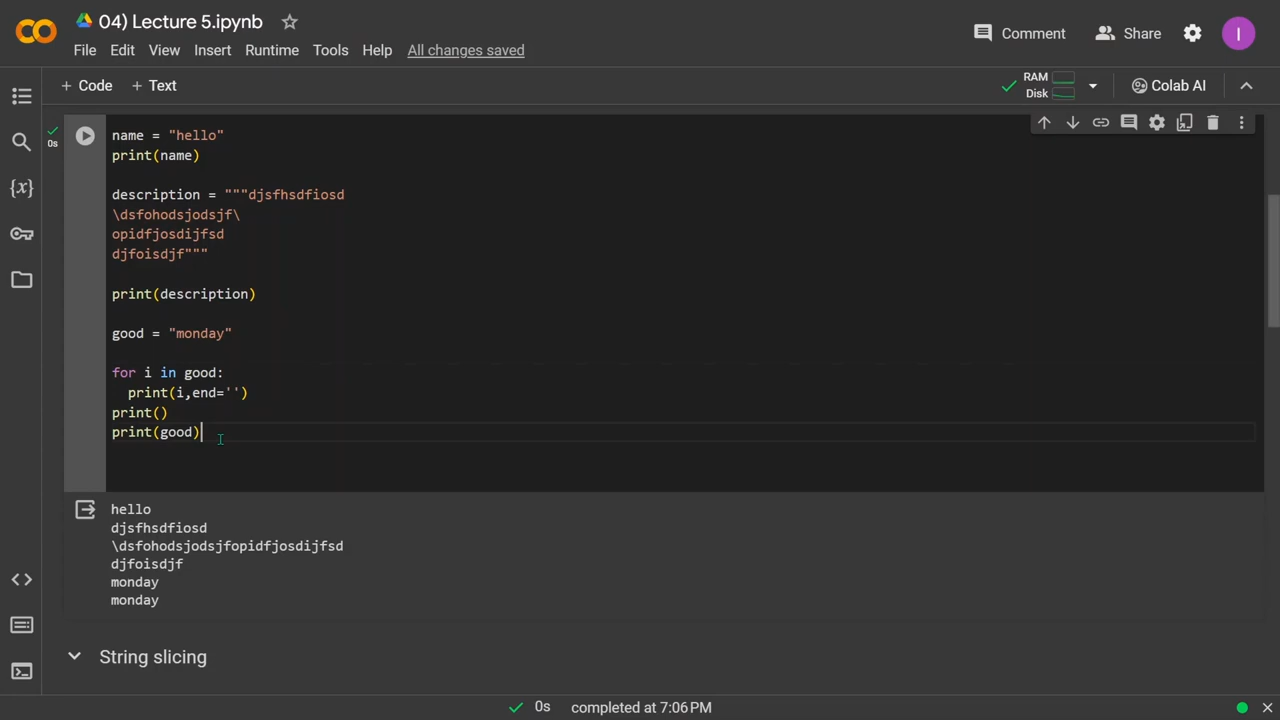 04) Lecture 5.ipynb
File Edit View Insert Runtime Tools Help All changes saved
Comment Share I
+ Code + Text
RAM
Disk
Colab AI
0s
name = "hello"
print(name)
description = """djsfhsdfiosd
\dsfohodsjodsjf\
opidfjosdijfsd
djfoisdjf"""
print(description)
good = "monday"
for i in good:
  print(i,end='')
print()
print(good)
{x}
hello
djsfhsdfiosd
\dsfohodsjodsjfopidfjosdijfsd
djfoisdjf
monday
monday
String slicing
0s completed at 7:06 PM